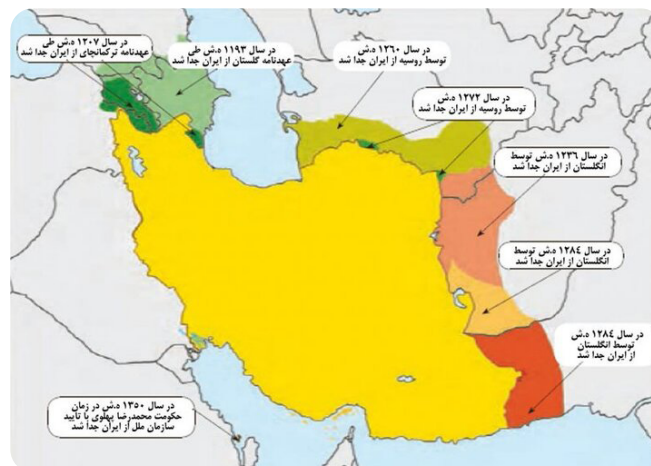 در سال ۱۲۰۷ ه.ش طی
عهدنامه ترکمانچای از ایران جدا شد
در سال ۱۱۹۳ ه.ش طی
عهدنامه گلستان از ایران جدا شد
در سال ۱۲۶۰ ه.ش
توسط روسیه از ایران جدا شد
در سال ۱۲۷۲ ه.ش
توسط روسیه از ایران جدا شد
در سال ۱۲۳۶ ه.ش توسط
انگلستان از ایران جدا شد
در سال ۱۲۸٤ ه.ش توسط
انگلستان از ایران جدا شد
در سال ۱۲۸٤ ه.ش
توسط انگلستان
از ایران جدا شد
در سال ۱۳۵۰ ه.ش در زمان
حکومت محمدرضا پهلوی با تایید
سازمان ملل از ایران جدا شد